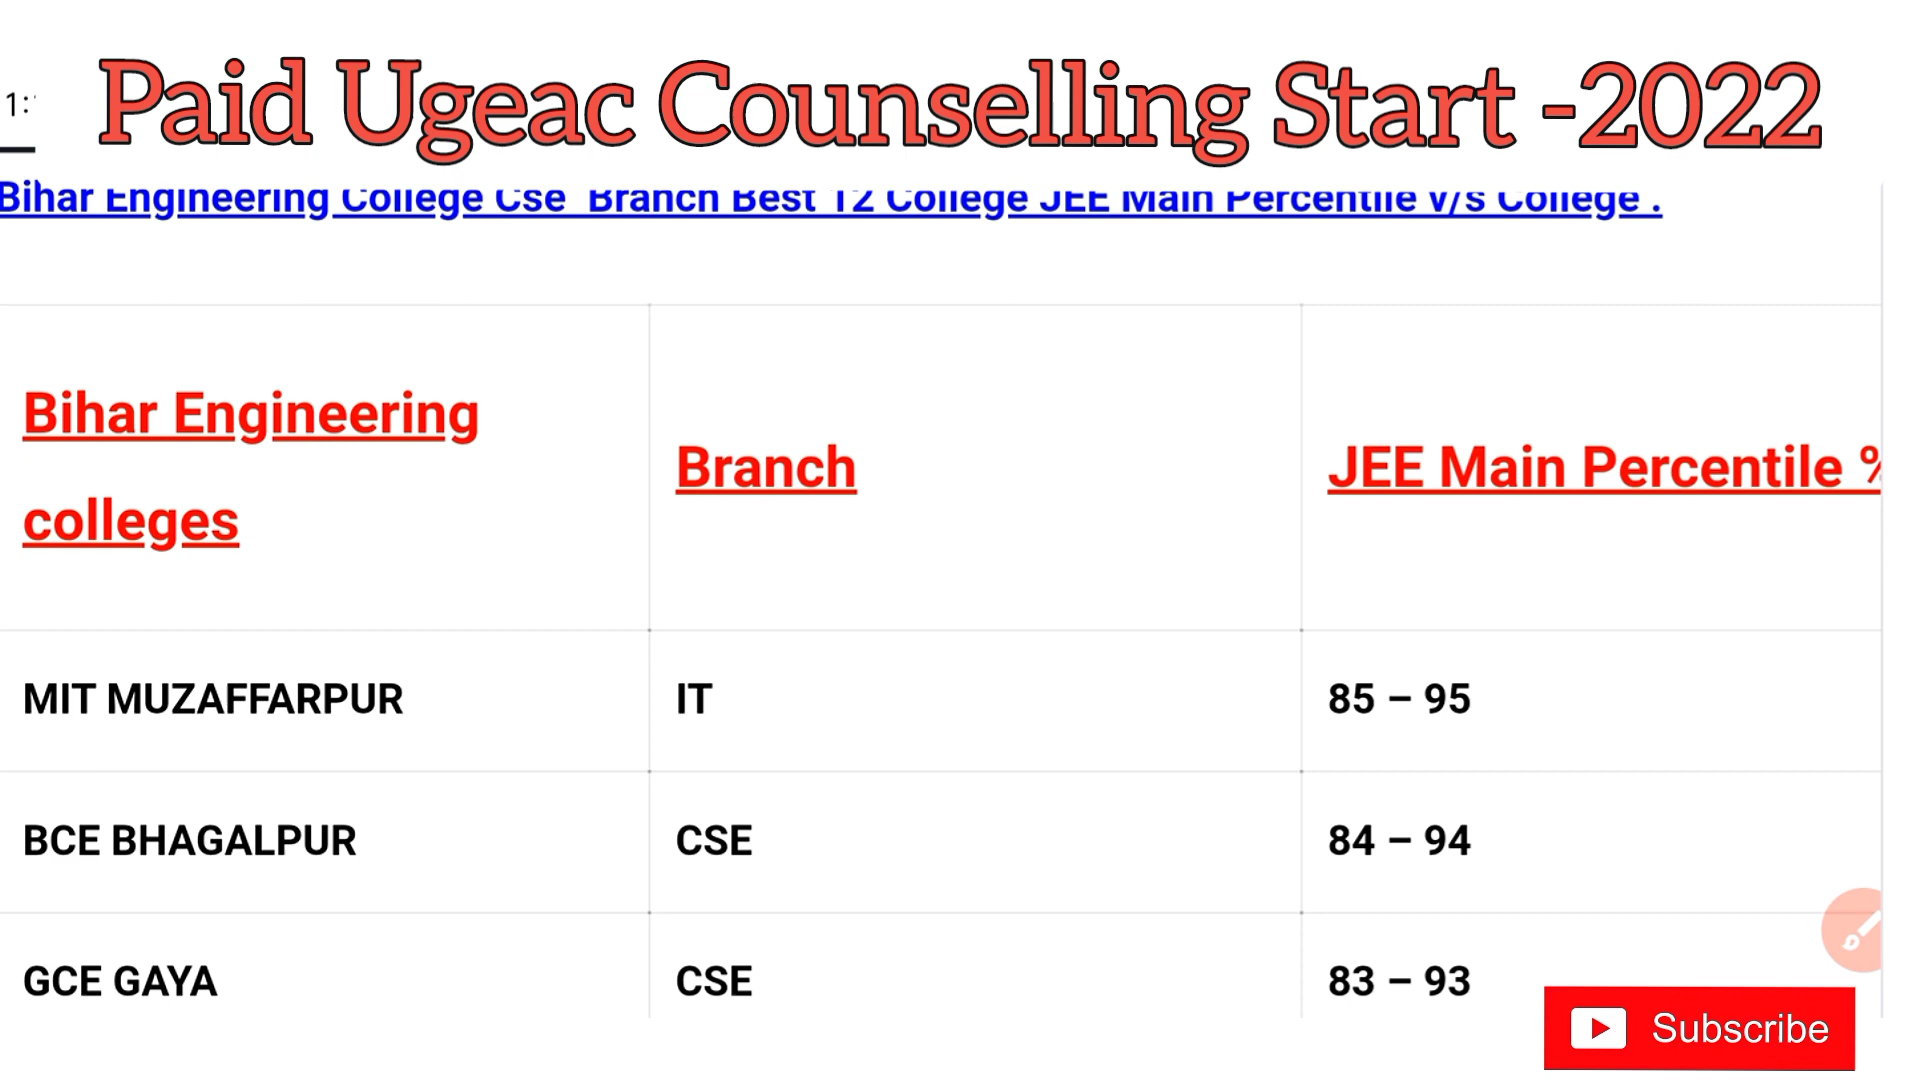 Paid Ugeac Counselling Start -2022
1:
Bihar Engineering College Cse Branch Best 12 College JEE Main Percentile v/s College .
Bihar Engineering
colleges
Branch
JEE Main Percentile %
MIT MUZAFFARPUR
IT
85 – 95
BCE BHAGALPUR
CSE
84 – 94
GCE GAYA
CSE
83 – 93
Subscribe